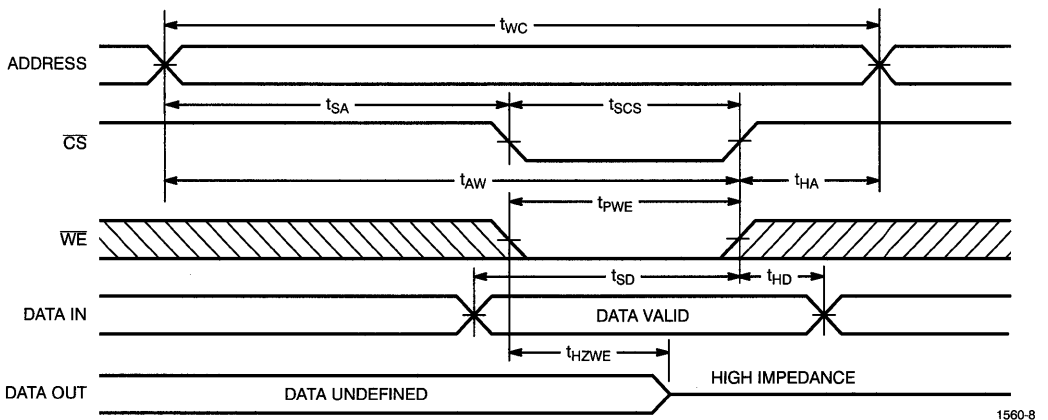 tWC
ADDRESS
tSA
tSCS
CS
tAW
tHA
tPWE
WE
tSD
tHD
DATA IN
DATA VALID
tHZWE
DATA OUT
DATA UNDEFINED
HIGH IMPEDANCE
1560-8